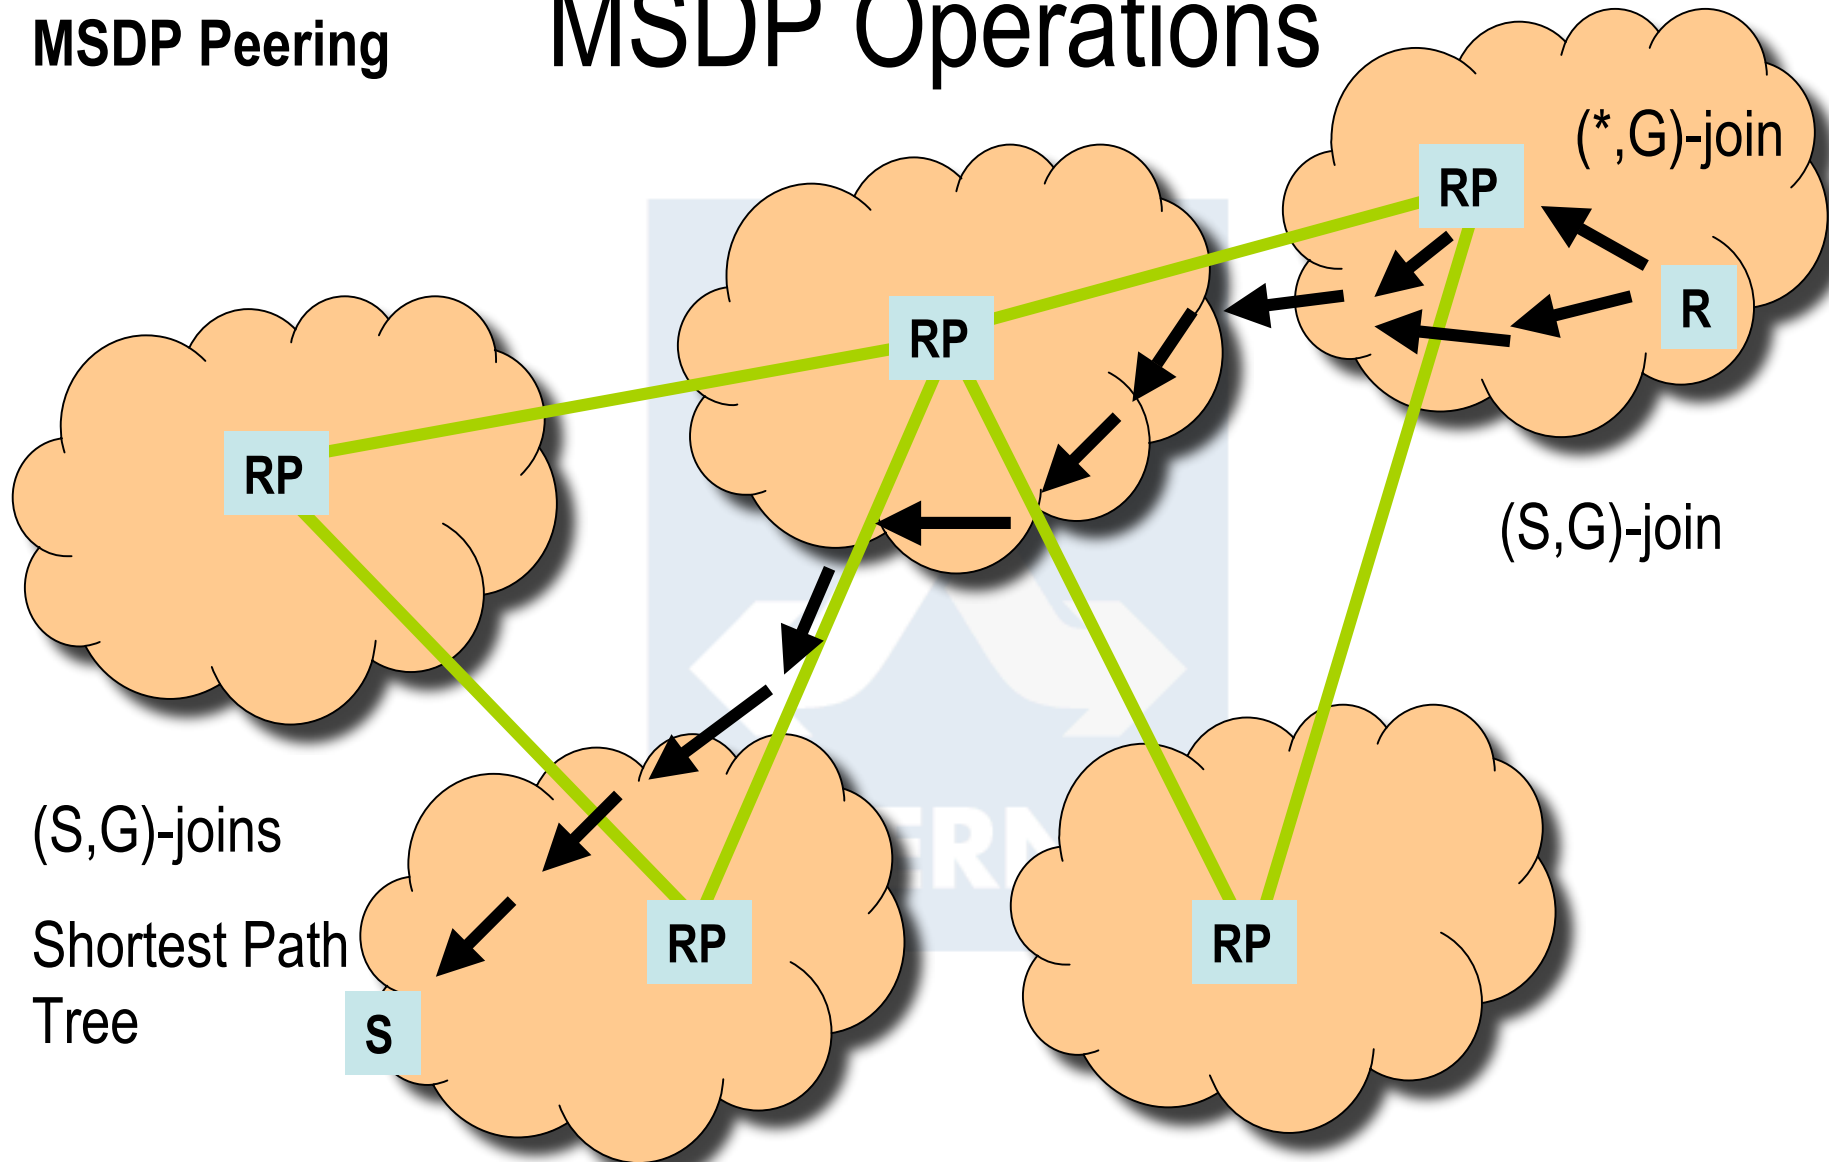 MSDP Operations
MSDP Peering
(*,G)-join
RP
RP
R
RP
(S,G)-join
(S,G)-joins
Shortest Path
Tree
RP
RP
S